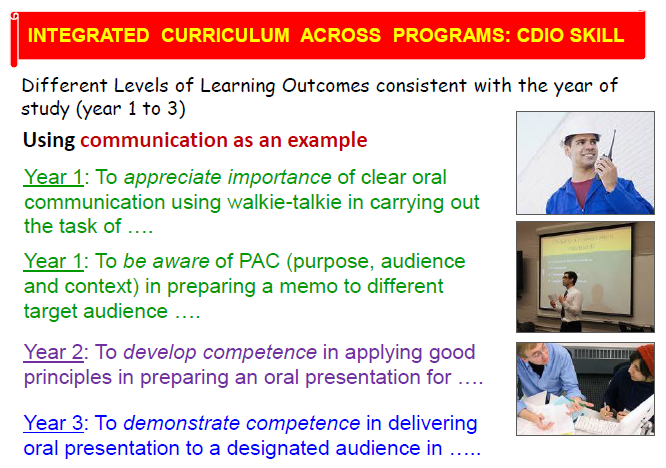 INTEGRATED CURRICULUM ACROSS PROGRAMS: CDIO SKILL
Different Levels of Learning Outcomes consistent with the year of
study (year 1 to 3)
Using communication as an example
Year 1: To appreciate importance of clear oral
communication using walkie-talkie in carrying out
the task of ….
Year 1: To be aware of PAC (purpose, audience
and context) in preparing a memo to different
target audience ….
Year 2: To develop competence in applying good
principles in preparing an oral presentation for ….
Year 3: To demonstrate competence in delivering
oral presentation to a designated audience in …..